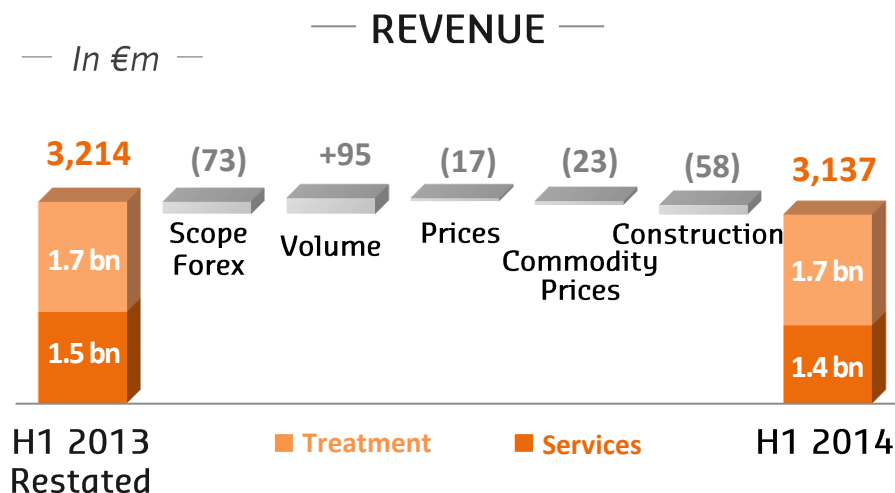 REVENUE
In €m
3,214
(73)
+95
(17)
(23)
(58)
3,137
Scope
Forex
Volume
Prices
Commodity
Prices
Construction
1.7 bn
1.7 bn
1.5 bn
1.4 bn
H1 2013
Restated
Treatment
Services
H1 2014